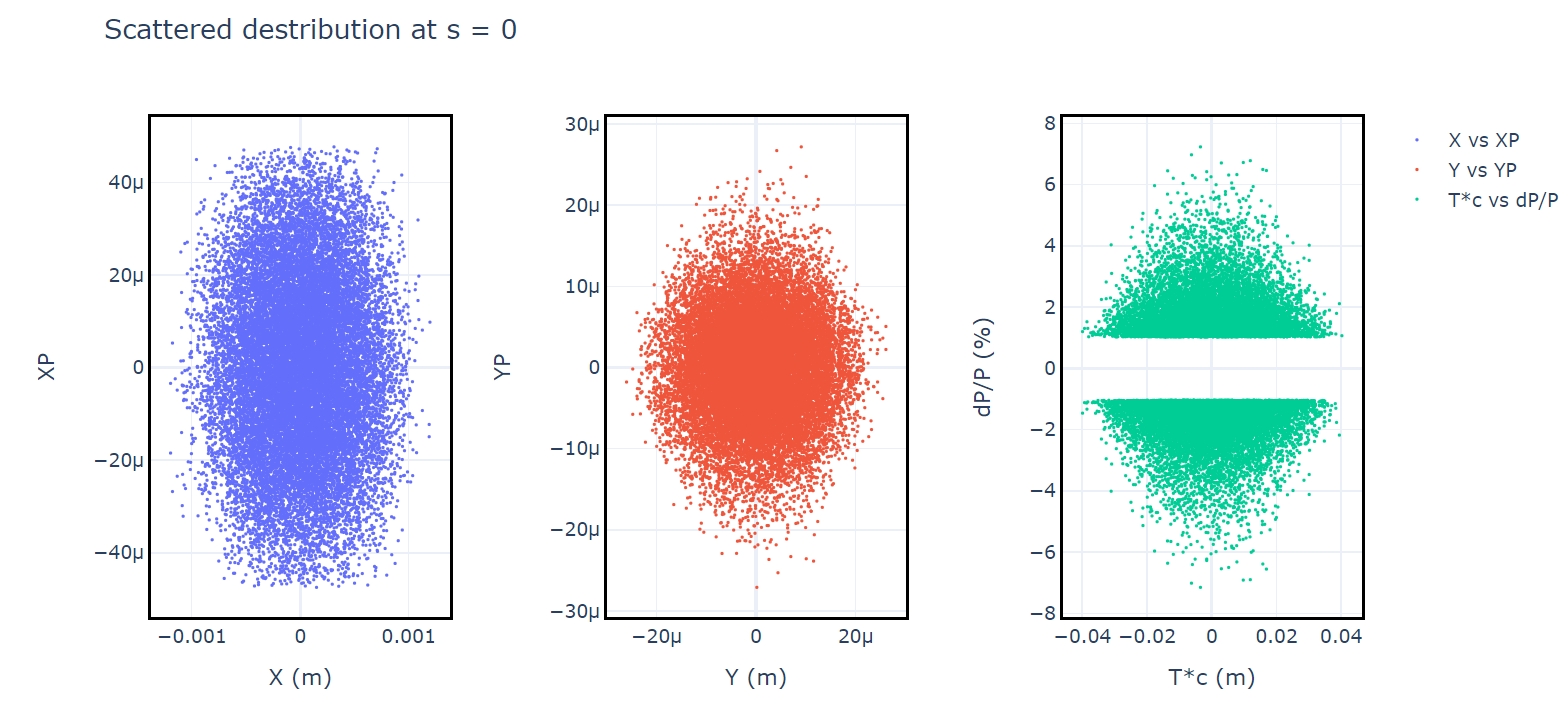 Scattered destribution at s = 0
XP
40μ
20μ
0
−20μ
−40μ
−0.001 0 0.001
X (m)
YP
30μ
20μ
10μ
0
−10μ
−20μ
−30μ
−20μ 0 20μ
Y (m)
dP/P (%)
8
6
4
2
0
−2
−4
−6
−8
−0.04 −0.02 0 0.02 0.04
T*c (m)
X vs XP
Y vs YP
T*c vs dP/P